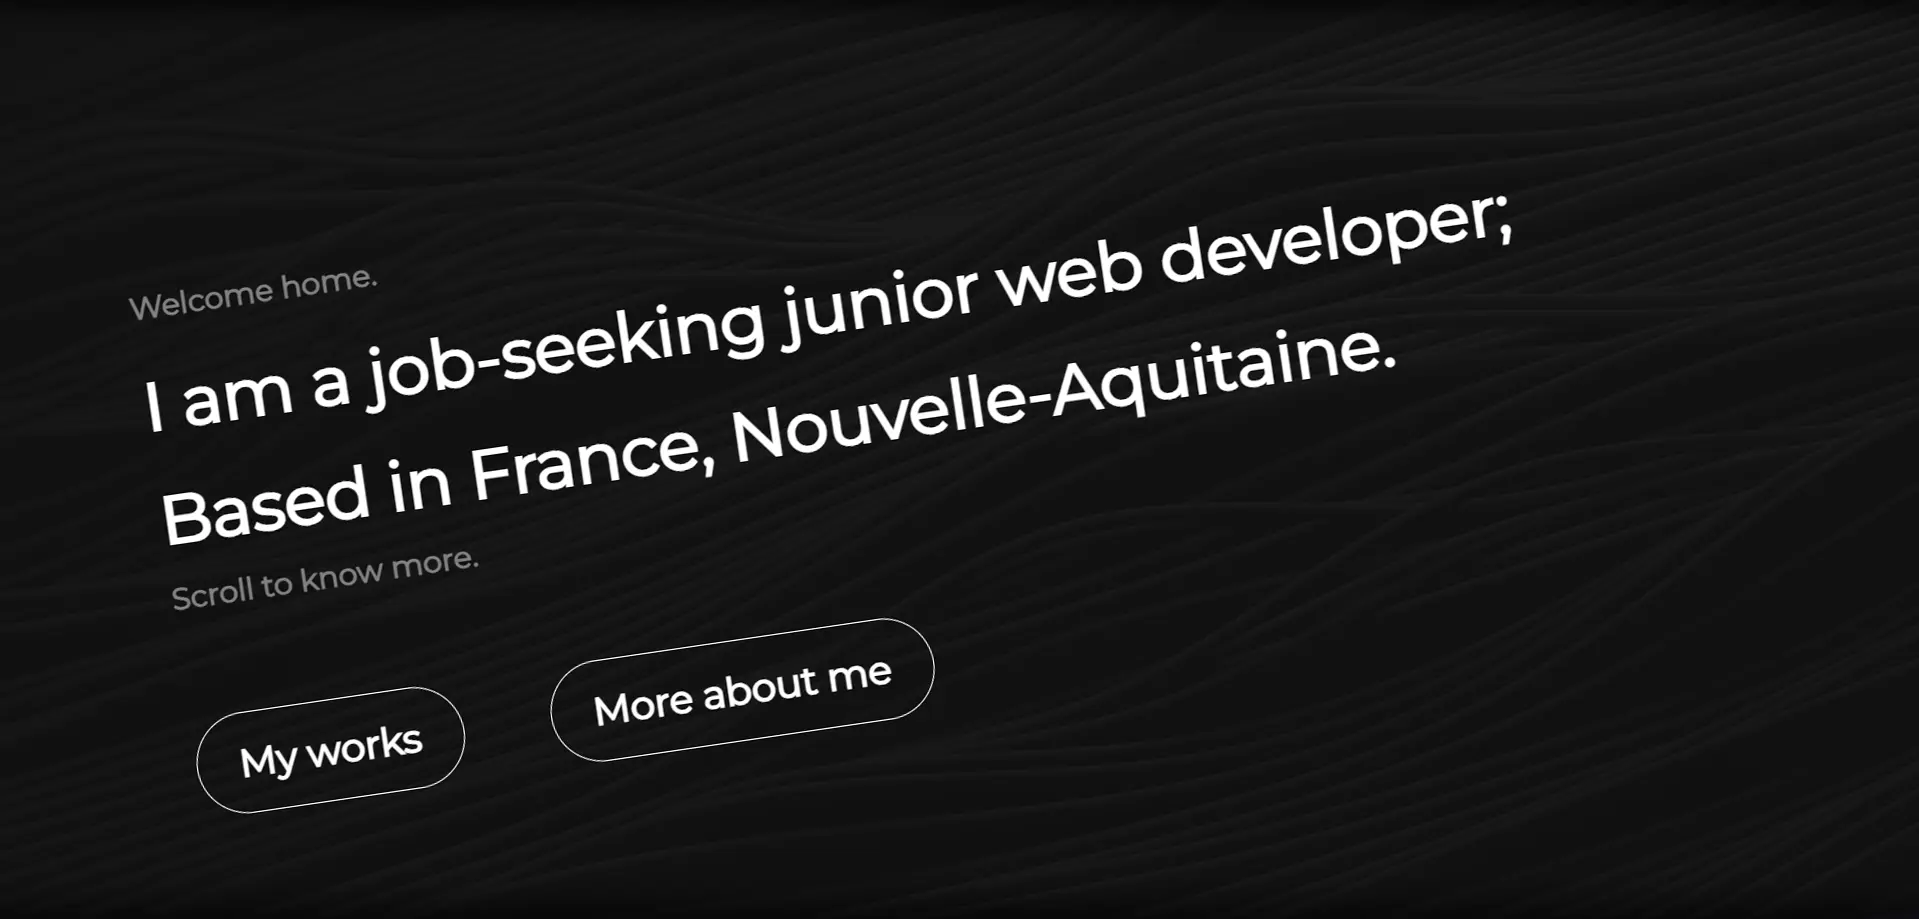 Welcome home.
I am a job-seeking junior web developer;
Based in France, Nouvelle-Aquitaine.
Scroll to know more.
My works
More about me